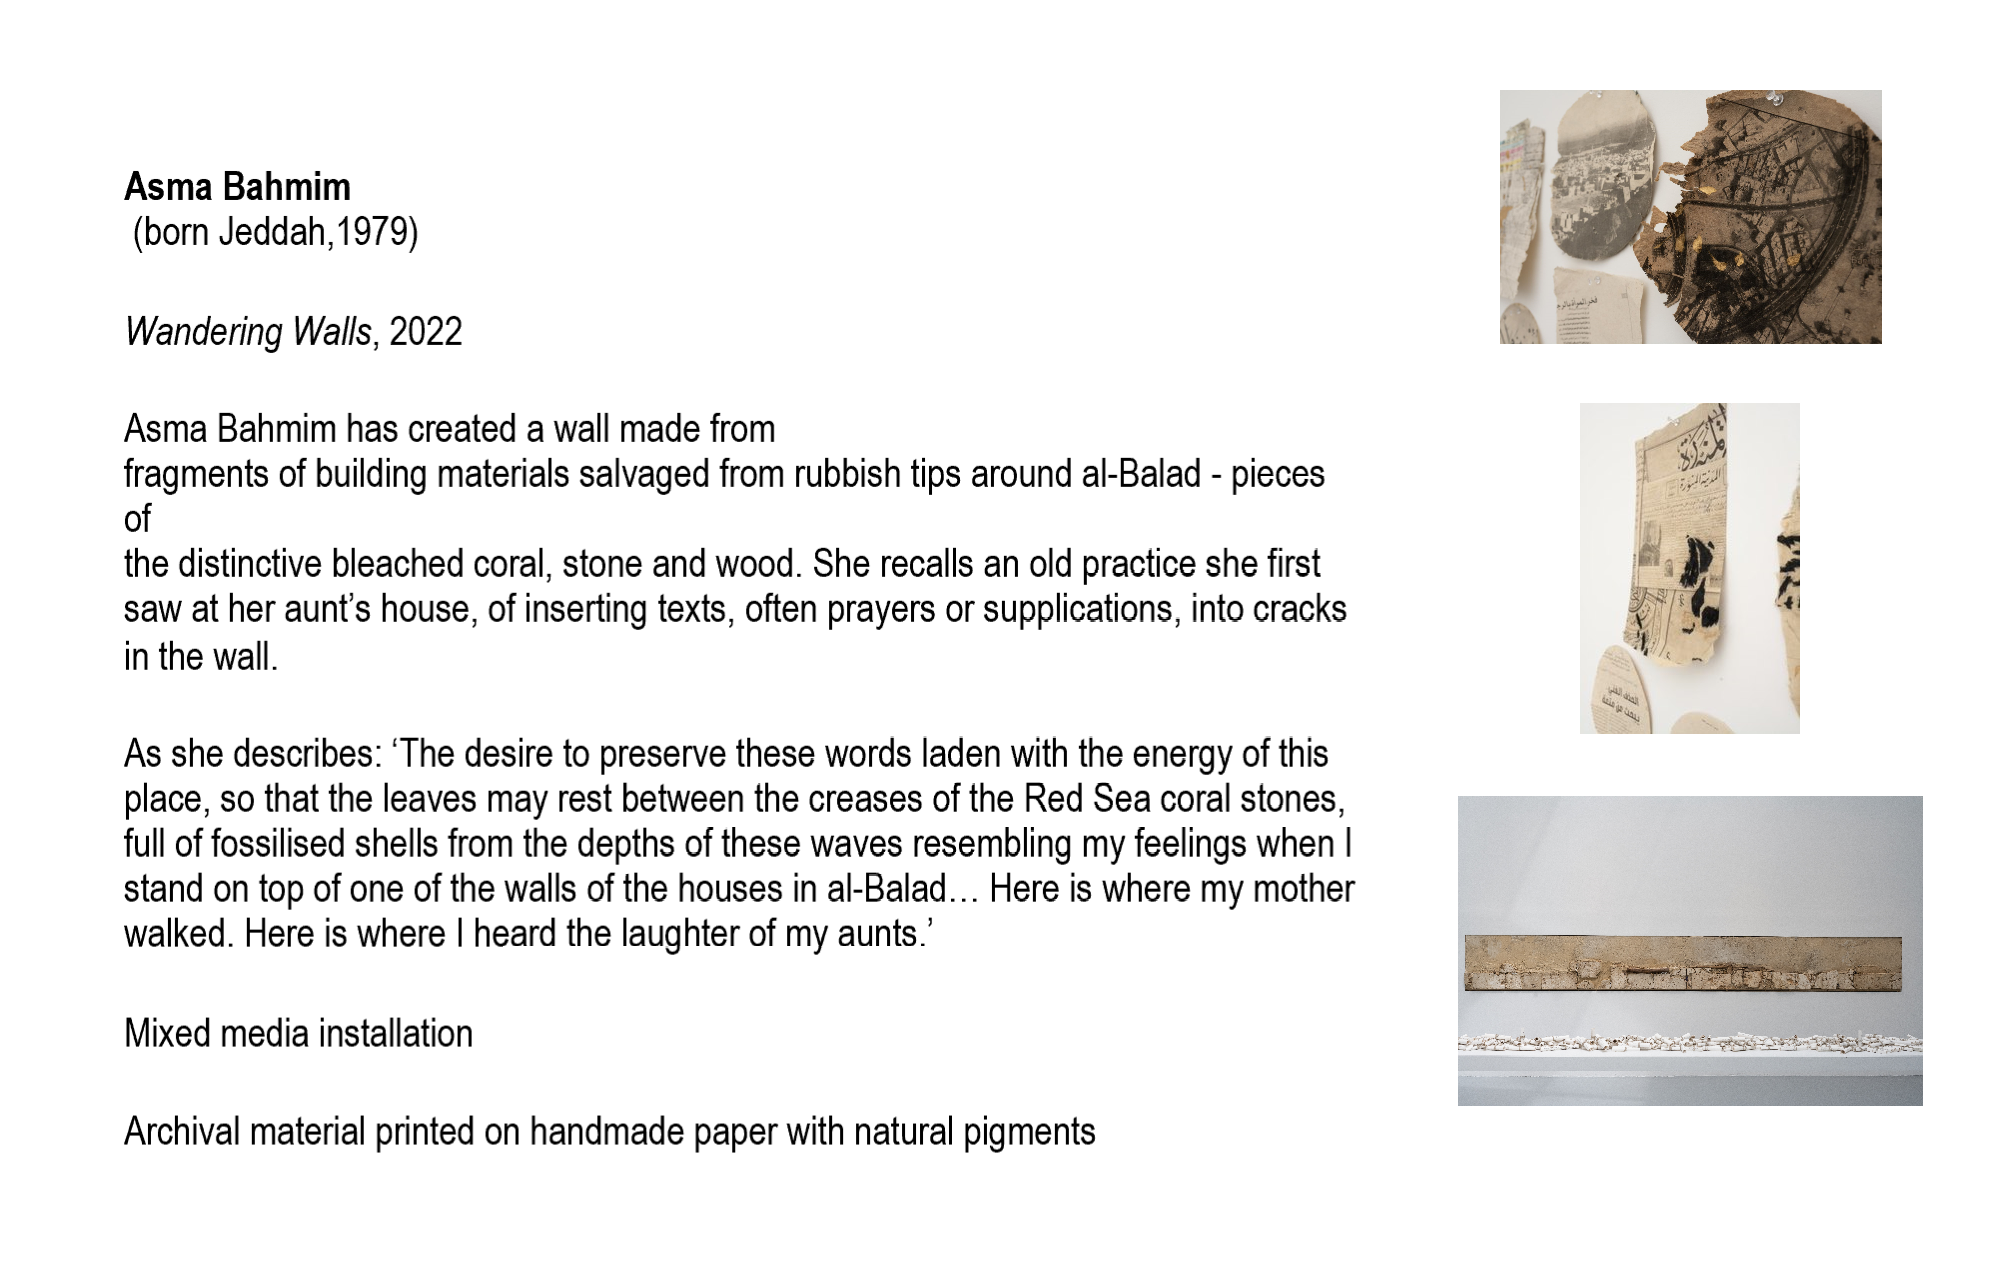 Asma Bahmim
(born Jeddah,1979)
Wandering Walls, 2022
Asma Bahmim has created a wall made from
fragments of building materials salvaged from rubbish tips around al-Balad - pieces
of
the distinctive bleached coral, stone and wood. She recalls an old practice she first
saw at her aunt’s house, of inserting texts, often prayers or supplications, into cracks
in the wall.
As she describes: ‘The desire to preserve these words laden with the energy of this
place, so that the leaves may rest between the creases of the Red Sea coral stones,
full of fossilised shells from the depths of these waves resembling my feelings when I
stand on top of one of the walls of the houses in al-Balad… Here is where my mother
walked. Here is where I heard the laughter of my aunts.’
Mixed media installation
Archival material printed on handmade paper with natural pigments
المدينة المنورة